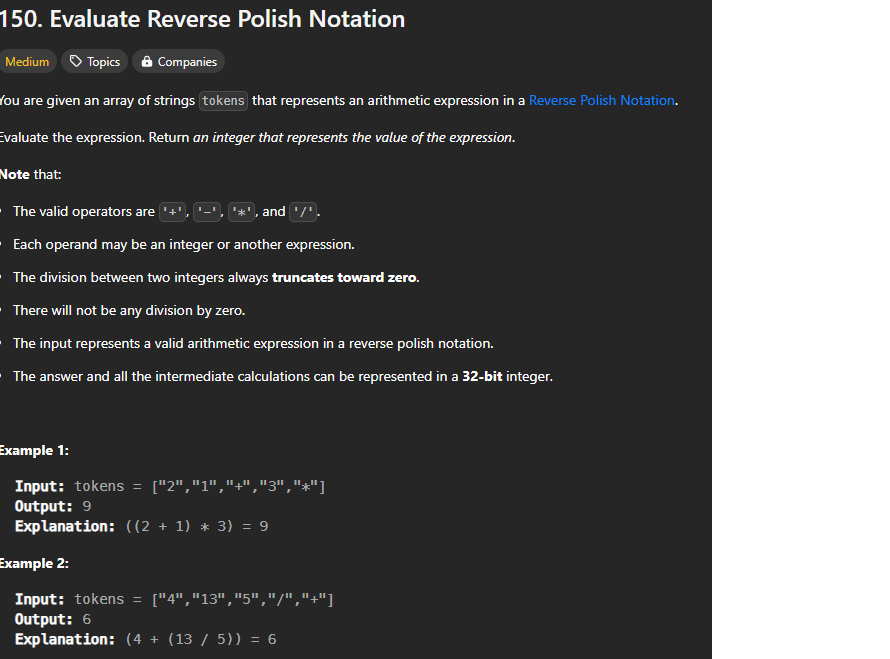 150. Evaluate Reverse Polish Notation
Medium Topics Companies
You are given an array of strings tokens that represents an arithmetic expression in a Reverse Polish Notation.
Evaluate the expression. Return an integer that represents the value of the expression.
Note that:
• The valid operators are '+', '-', '*', and '/'.
• Each operand may be an integer or another expression.
• The division between two integers always truncates toward zero.
• There will not be any division by zero.
• The input represents a valid arithmetic expression in a reverse polish notation.
• The answer and all the intermediate calculations can be represented in a 32-bit integer.
Example 1:
Input: tokens = ["2","1","+","3","*"]
Output: 9
Explanation: ((2 + 1) * 3) = 9
Example 2:
Input: tokens = ["4","13","5","/","+"]
Output: 6
Explanation: (4 + (13 / 5)) = 6